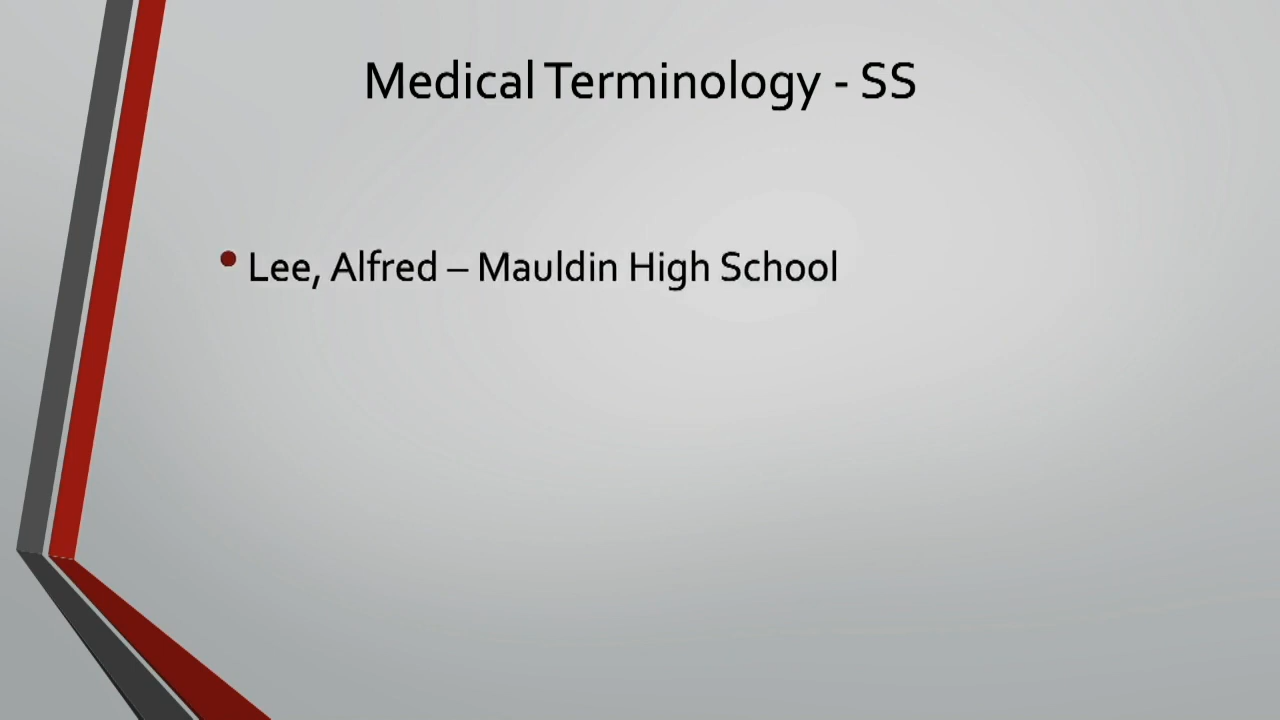 Medical Terminology - SS
• Lee, Alfred – Mauldin High School